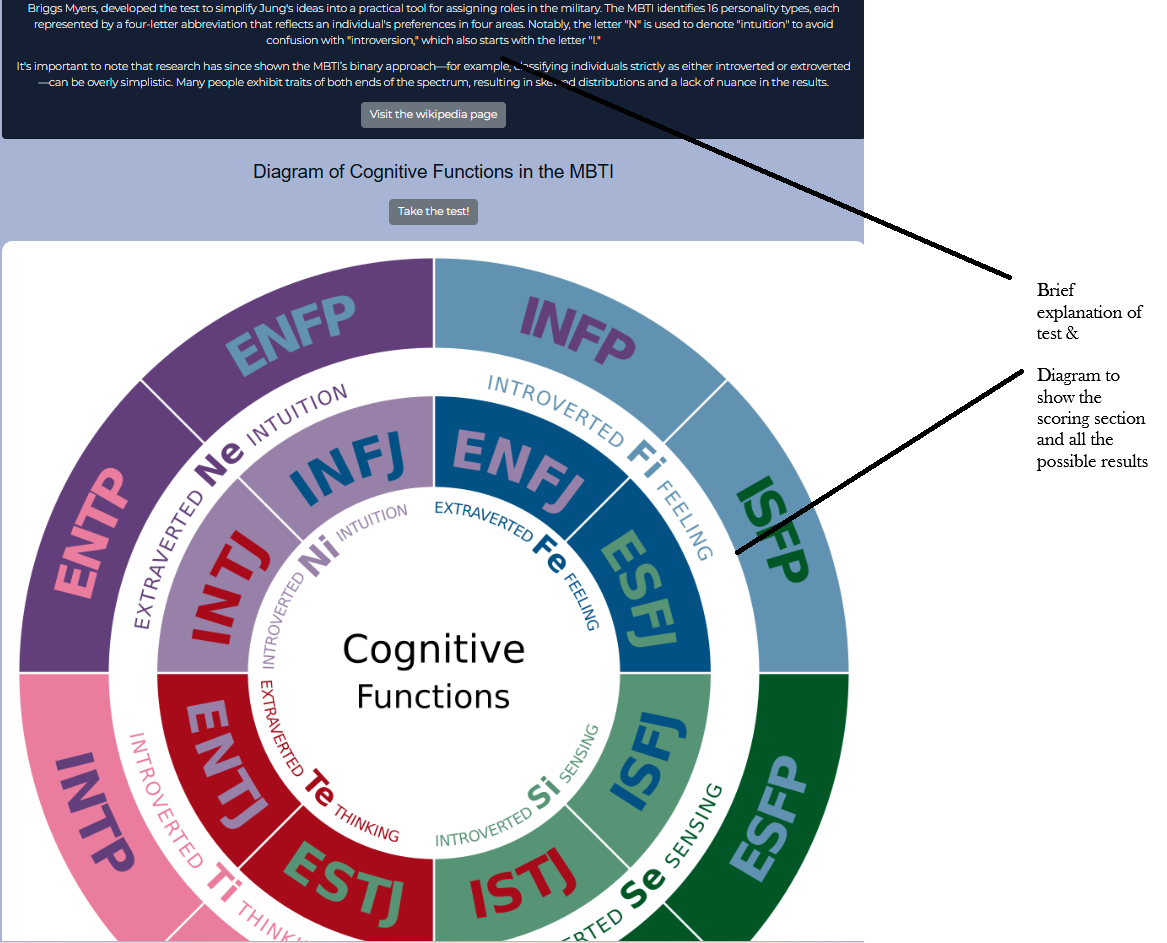 Briggs Myers, developed the test to simplify Jung's ideas into a practical tool for assigning roles in the military. The MBTI identifies 16 personality types, each
represented by a four-letter abbreviation that reflects an individual's preferences in four areas. Notably, the letter "N" is used to denote "intuition" to avoid
confusion with "introversion," which also starts with the letter "I."
It's important to note that research has since shown the MBTI's binary approach—for example, classifying individuals strictly as either introverted or extroverted
—can be overly simplistic. Many people exhibit traits of both ends of the spectrum, resulting in skewed distributions and a lack of nuance in the results.
Visit the wikipedia page
Diagram of Cognitive Functions in the MBTI
Take the test!
Brief
explanation of
test &
Diagram to
show the
scoring section
and all the
possible results
ENFP
INFP
EXTRAVERTED Ne INTUITION
INTROVERTED Fi FEELING
INFJ
ENFJ
ENTP
ISFP
INTJ
ESFJ
INTROVERTED Ni INTUITION
EXTRAVERTED Fe FEELING
Cognitive
Functions
EXTRAVERTED Te THINKING
INTROVERTED Si SENSING
ENTJ
ISFJ
INTP
ESFP
ESTJ
ISTJ
INTROVERTED Ti
SENSING
Se